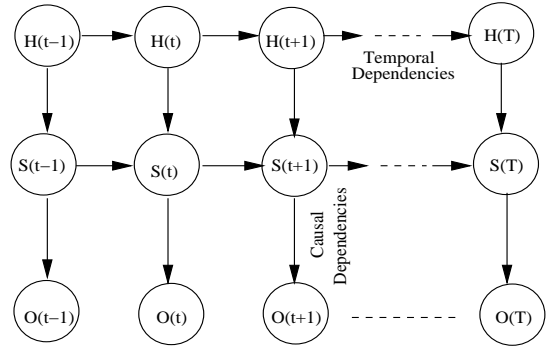 H(t−1) H(t) H(t+1) H(T)
Temporal
Dependencies
S(t−1) S(t) S(t+1) S(T)
Causal
Dependencies
O(t−1) O(t) O(t+1) O(T)